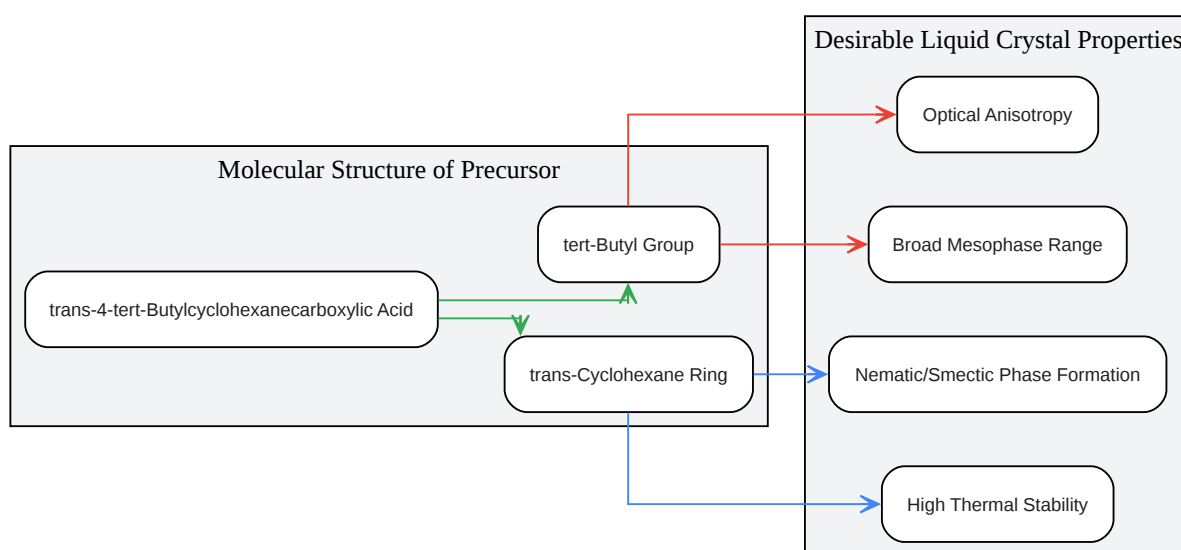 Desirable Liquid Crystal Properties
Optical Anisotropy
Molecular Structure of Precursor
tert-Butyl Group
Broad Mesophase Range
trans-4-tert-Butylcyclohexanecarboxylic Acid
trans-Cyclohexane Ring
Nematic/Smectic Phase Formation
High Thermal Stability